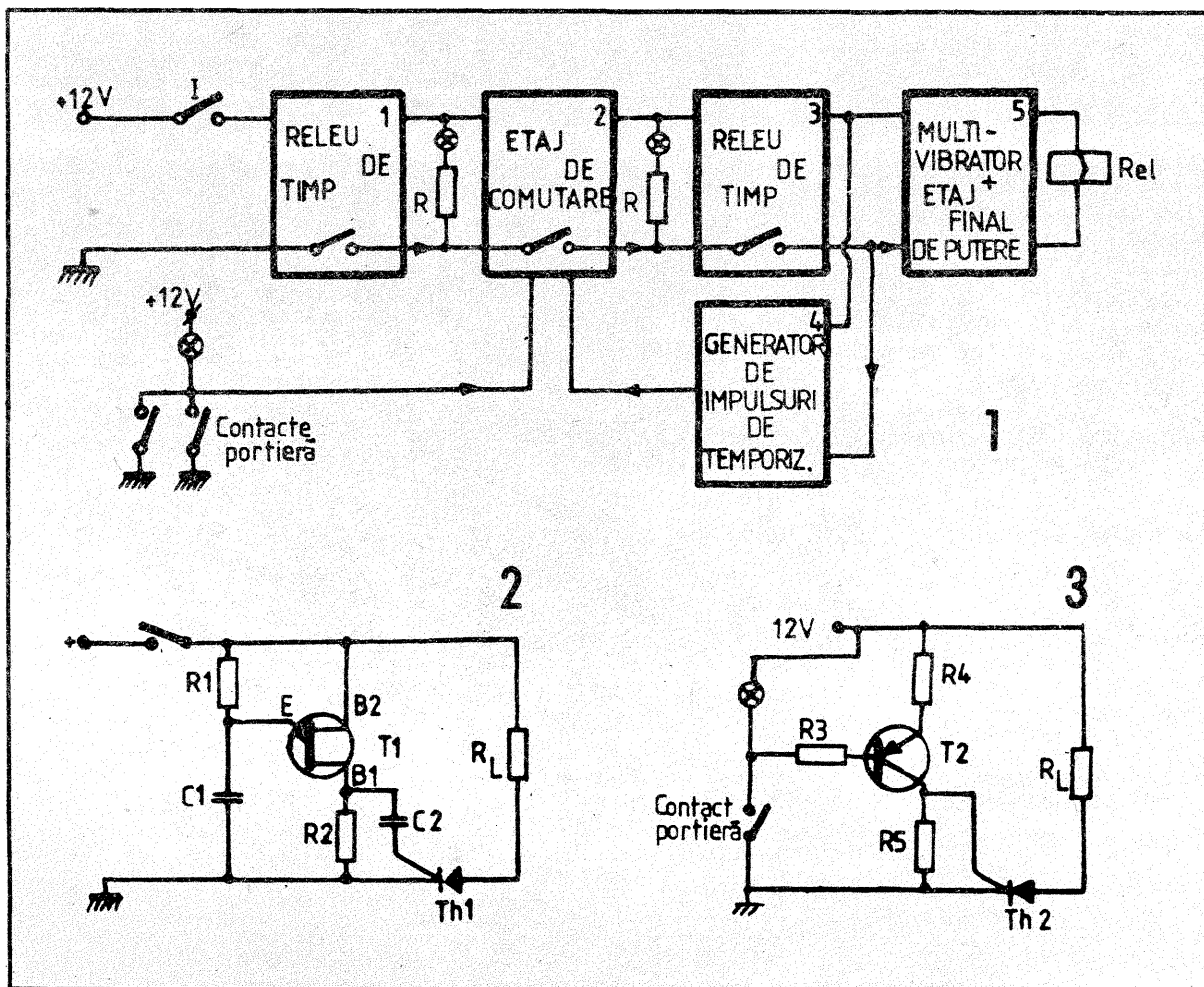 +12V
I
1
RELEU
DE
TIMP
R
2
ETAJ
DE
COMUTARE
R
3
RELEU
DE
TIMP
5
MULTI-
VIBRATOR
ETAJ +
FINAL
DE PUTERE
Rel
+12V
Contacte
portieră
4
GENERATOR
DE
IMPULSURI
DE
TEMPORIZ.
1
2
+
R1
E
B2
T1
B1
C1
R2
C2
RL
Th1
3
12V
R4
R3
T2
RL
Contact
portieră
R5
Th 2